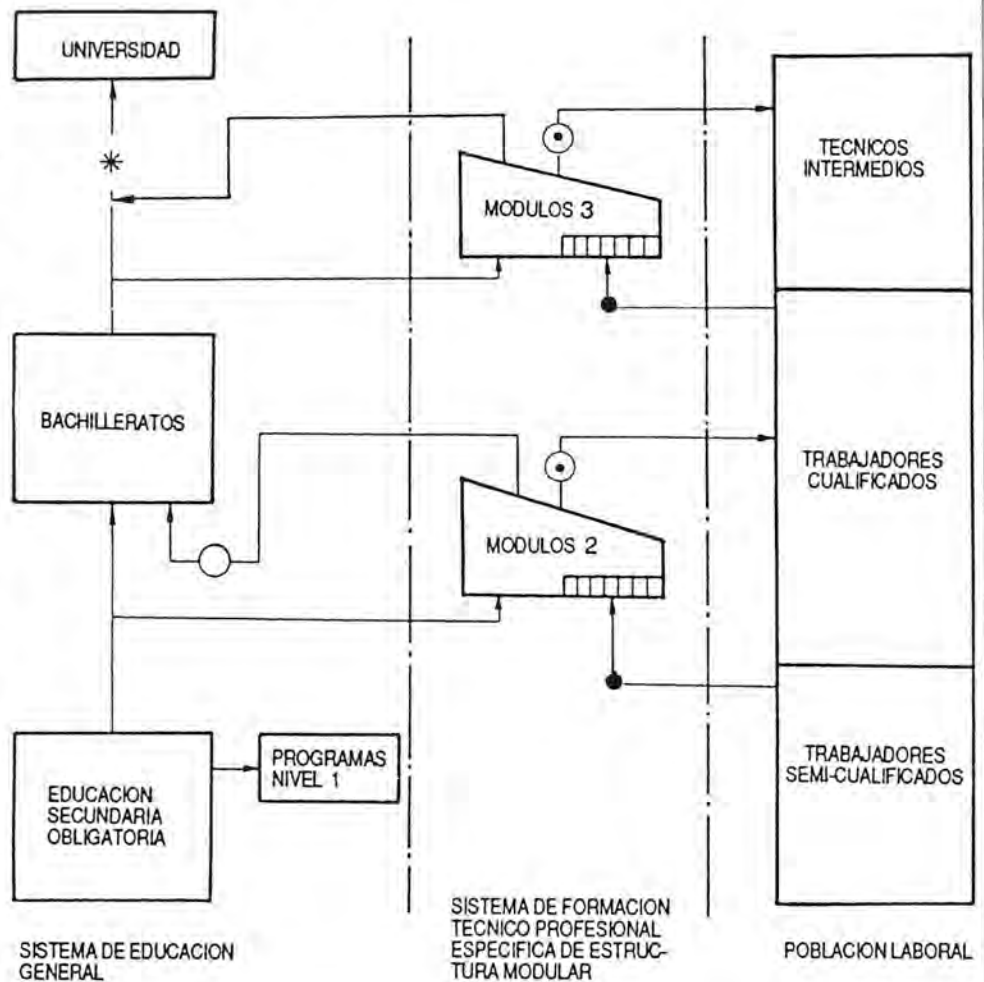 UNIVERSIDAD
TECNICOS
INTERMEDIOS
MODULOS 3
BACHILLERATOS
TRABAJADORES
CUALIFICADOS
MODULOS 2
PROGRAMAS
NIVEL 1
EDUCACION
SECUNDARIA
OBLIGATORIA
TRABAJADORES
SEMI-CUALIFICADOS
SISTEMA DE EDUCACION
GENERAL
SISTEMA DE FORMACION
TECNICO PROFESIONAL
ESPECIFICA DE ESTRUC-
TURA MODULAR
POBLACION LABORAL